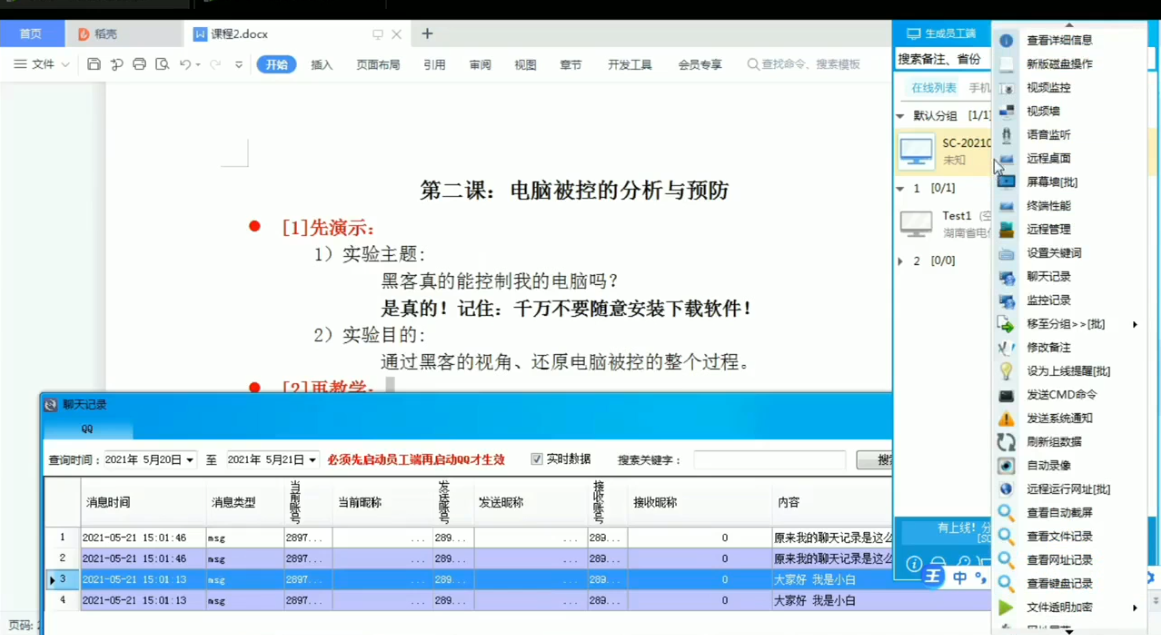 首页
稻壳
课程2.docx
文件
开始 插入 页面布局 引用 审阅 视图 章节 开发工具 会员专享 查找命令、搜索模板
第二课：电脑被控的分析与预防
[1]先演示:
1）实验主题:
黑客真的能控制我的电脑吗？
是真的！记住：千万不要随意安装下载软件！
2）实验目的:
通过黑客的视角、还原电脑被控的整个过程。
[2]再教学:
聊天记录
QQ
查询时间： 2021年 5月20日 至 2021年 5月21日 必须先启动员工端再启动QQ才生效 实时数据 搜索关键字：
消息时间 消息类型 当前账号 当前昵称 发送账号 发送昵称 接收账号 接收昵称 内容
1 2021-05-21 15:01:46 msg 2897... ... 289... ... 289... 0 原来我的聊天记录是这么
2 2021-05-21 15:01:46 msg 2897... ... 289... ... 289... 0 原来我的聊天记录是这么
3 2021-05-21 15:01:13 msg 2897... ... 289... ... 289... 0 大家好 我是小白
4 2021-05-21 15:01:13 msg 2897... ... 289... ... 289... 0 大家好 我是小白
页码:
生成员工端
搜索备注、省份
在线列表 手机
默认分组 [1/1]
SC-20210
未知
1 [0/1]
Test1
湖南省电信
2 [0/0]
有上线！
王 中
查看详细信息
新版磁盘操作
视频监控
视频墙
语音监听
远程桌面
屏幕墙[批]
终端性能
远程管理
设置关键词
聊天记录
监控记录
移至分组>>[批]
修改备注
设为上线提醒[批]
发送CMD命令
发送系统通知
刷新组数据
自动录像
远程运行网址[批]
查看自动截屏
查看文件记录
查看网址记录
查看键盘记录
文件透明加密